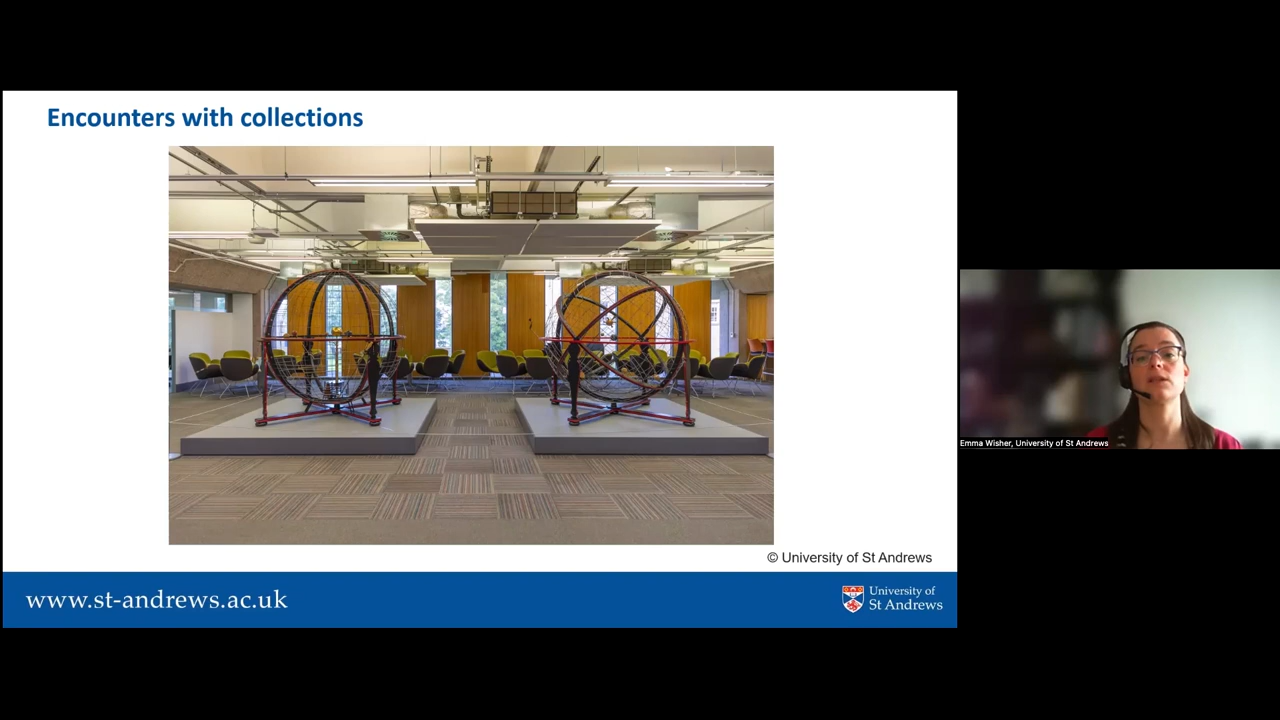 Encounters with collections
© University of St Andrews
www.st-andrews.ac.uk
University of
St Andrews
Emma Wisher, University of St Andrews